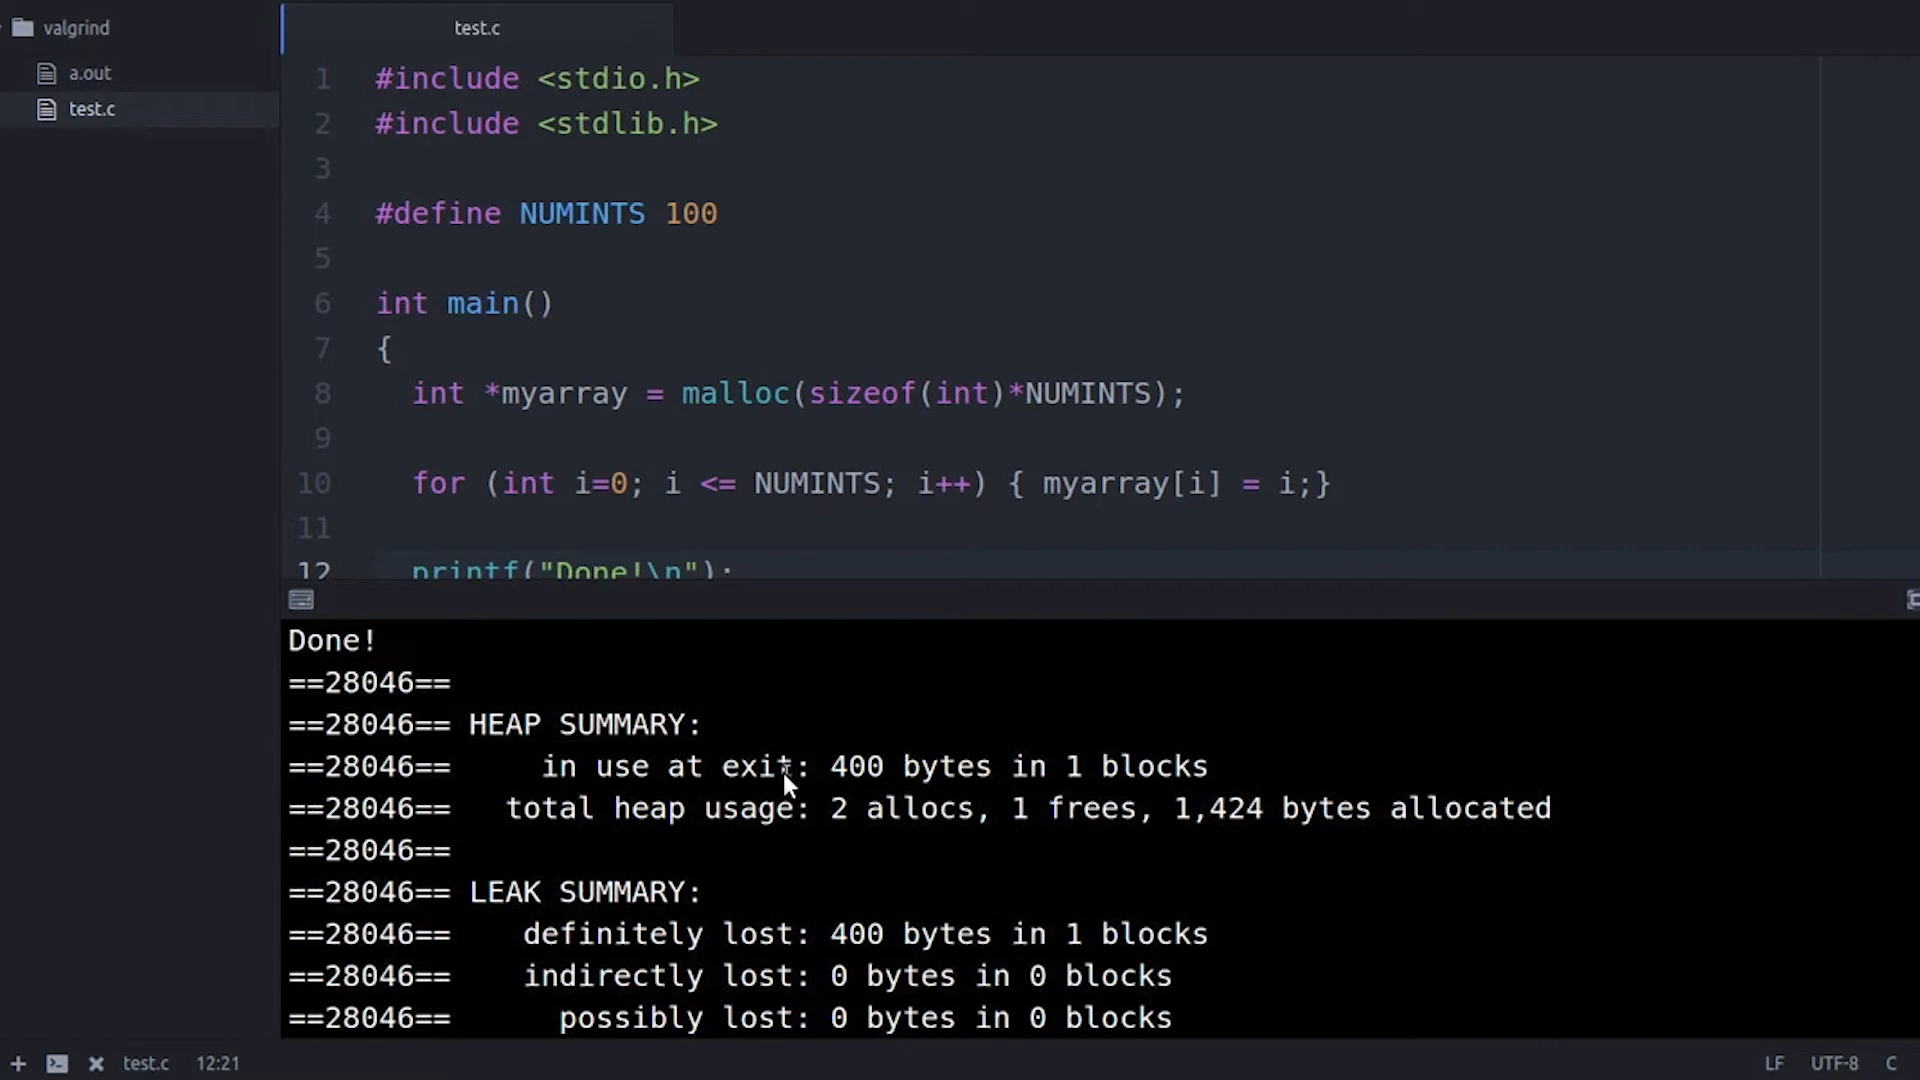 valgrind
a.out
test.c
test.c
1 #include <stdio.h>
2 #include <stdlib.h>
3
4 #define NUMINTS 100
5
6 int main()
7 {
8 int *myarray = malloc(sizeof(int)*NUMINTS);
9
10 for (int i=0; i <= NUMINTS; i++) { myarray[i] = i;}
11
12 printf("Done!\n");
Done!
==28046==
==28046== HEAP SUMMARY:
==28046== in use at exit: 400 bytes in 1 blocks
==28046== total heap usage: 2 allocs, 1 frees, 1,424 bytes allocated
==28046==
==28046== LEAK SUMMARY:
==28046== definitely lost: 400 bytes in 1 blocks
==28046== indirectly lost: 0 bytes in 0 blocks
==28046== possibly lost: 0 bytes in 0 blocks
test.c 12:21 LF UTF-8 C